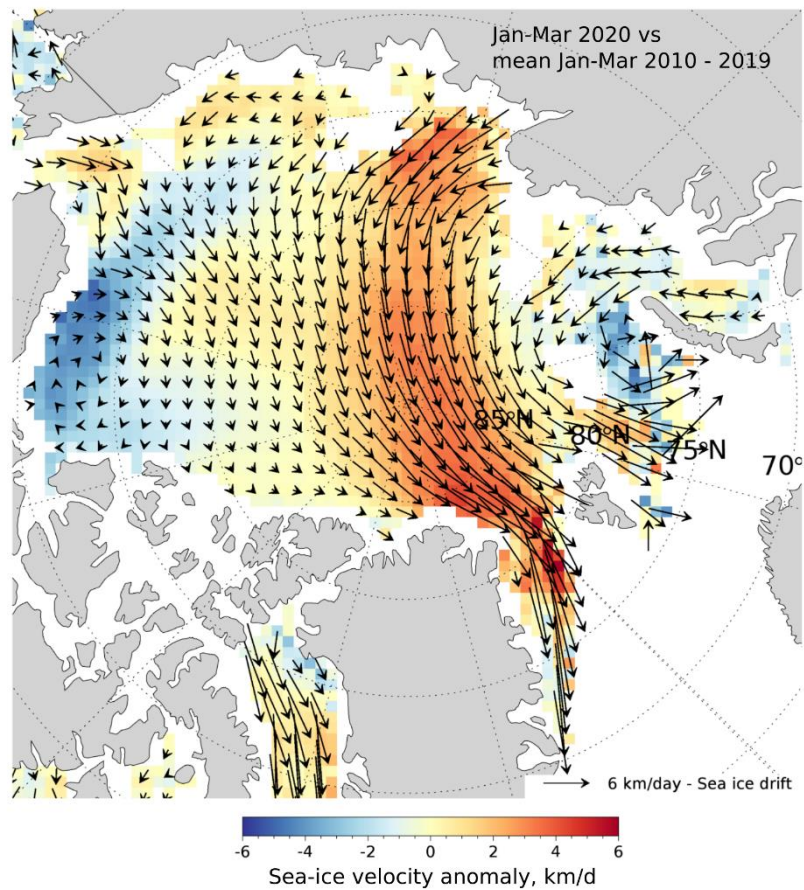 Jan-Mar 2020 vs
mean Jan-Mar 2010 - 2019
85°N
80°N
75°N
70°
6 km/day - Sea ice drift
-6 -4 -2 0 2 4 6
Sea-ice velocity anomaly, km/d